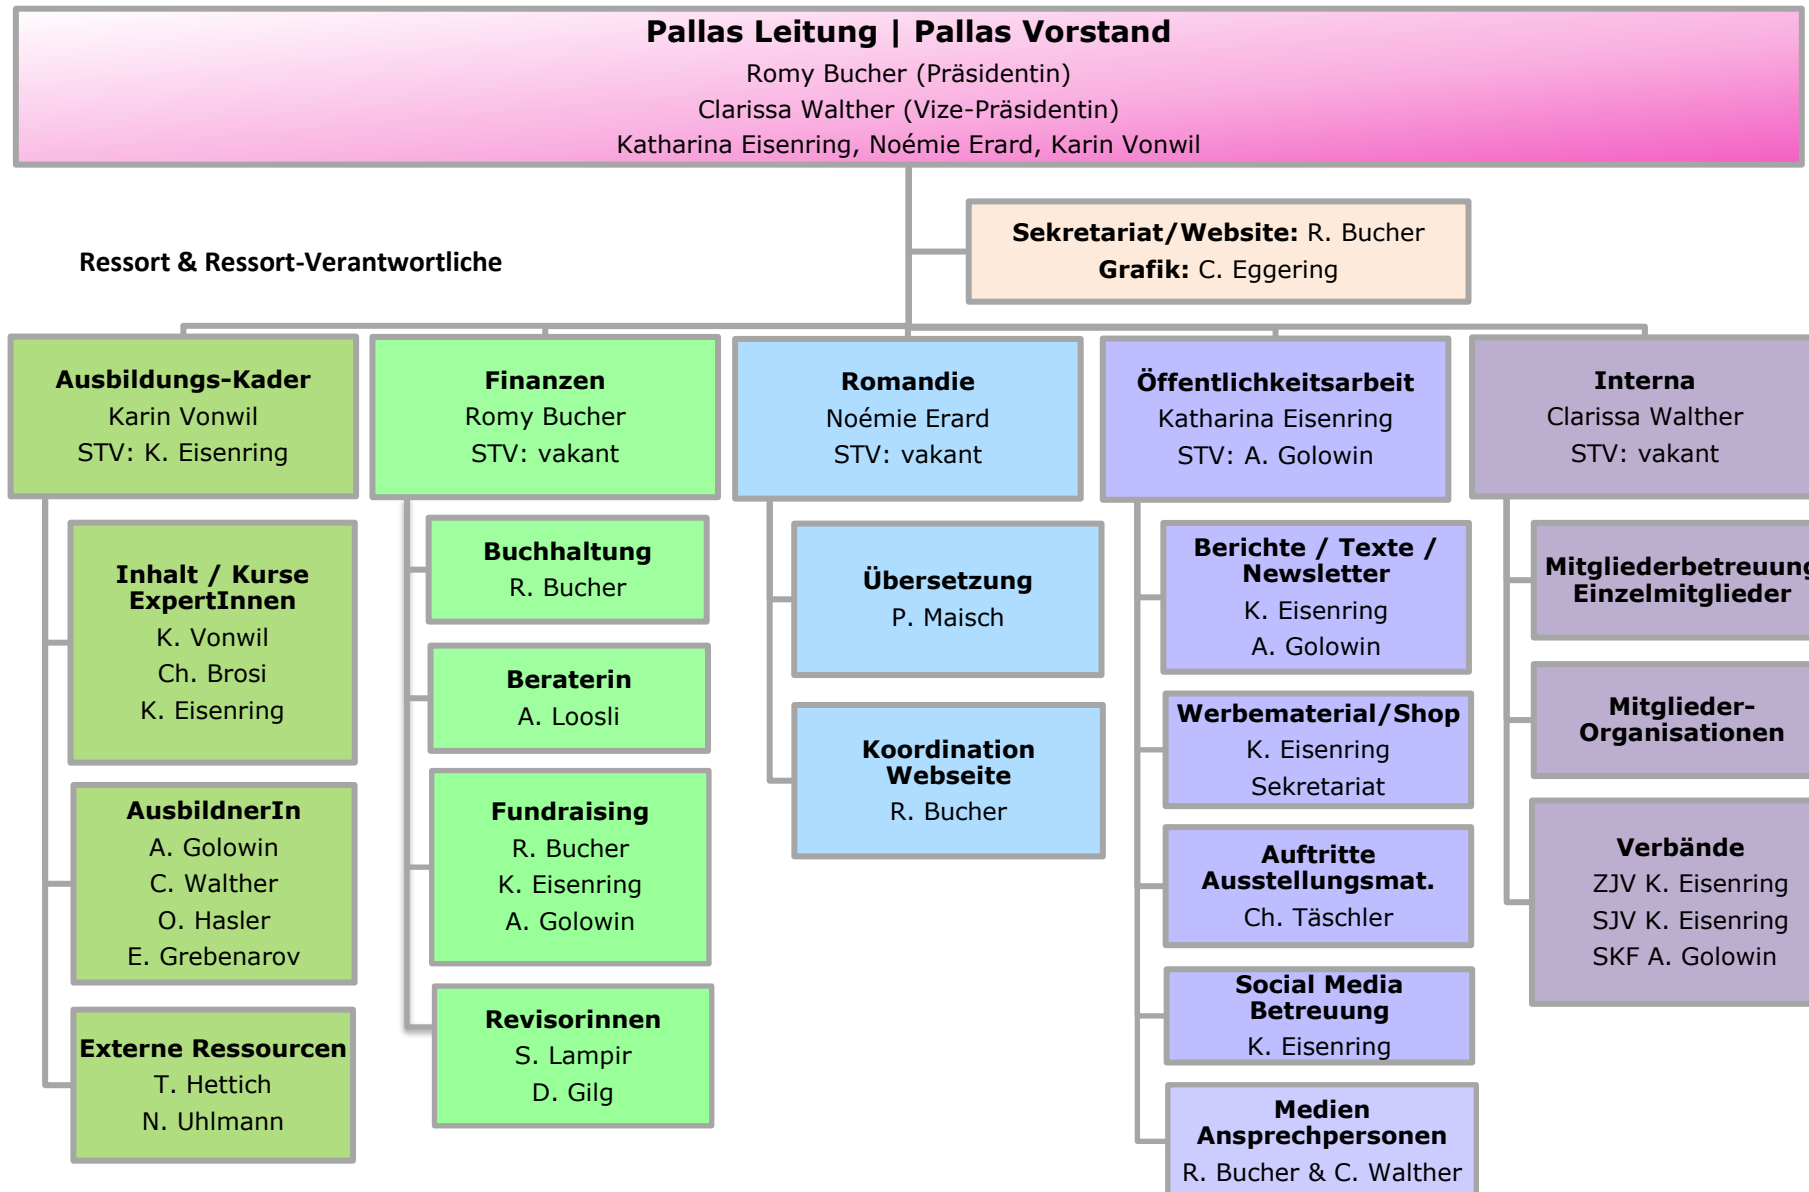 Pallas Leitung | Pallas Vorstand
Romy Bucher (Präsidentin)
Clarissa Walther (Vize-Präsidentin)
Katharina Eisenring, Noémie Erard, Karin Vonwil
Sekretariat/Website: R. Bucher
Grafik: C. Eggering
Ressort & Ressort-Verantwortliche
Ausbildungs-Kader
Karin Vonwil
STV: K. Eisenring
Inhalt / Kurse
ExpertInnen
K. Vonwil
Ch. Brosi
K. Eisenring
AusbildnerIn
A. Golowin
C. Walther
O. Hasler
E. Grebenarov
Externe Ressourcen
T. Hettich
N. Uhlmann
Finanzen
Romy Bucher
STV: vakant
Buchhaltung
R. Bucher
Beraterin
A. Loosli
Fundraising
R. Bucher
K. Eisenring
A. Golowin
Revisorinnen
S. Lampir
D. Gilg
Romandie
Noémie Erard
STV: vakant
Übersetzung
P. Maisch
Koordination
Webseite
R. Bucher
Öffentlichkeitsarbeit
Katharina Eisenring
STV: A. Golowin
Berichte / Texte /
Newsletter
K. Eisenring
A. Golowin
Werbematerial/Shop
K. Eisenring
Sekretariat
Auftritte
Ausstellungsmat.
Ch. Täschler
Social Media
Betreuung
K. Eisenring
Medien
Ansprechpersonen
R. Bucher & C. Walther
Interna
Clarissa Walther
STV: vakant
Mitgliederbetreuung
Einzelmitglieder
Mitglieder-
Organisationen
Verbände
ZJV K. Eisenring
SJV K. Eisenring
SKF A. Golowin